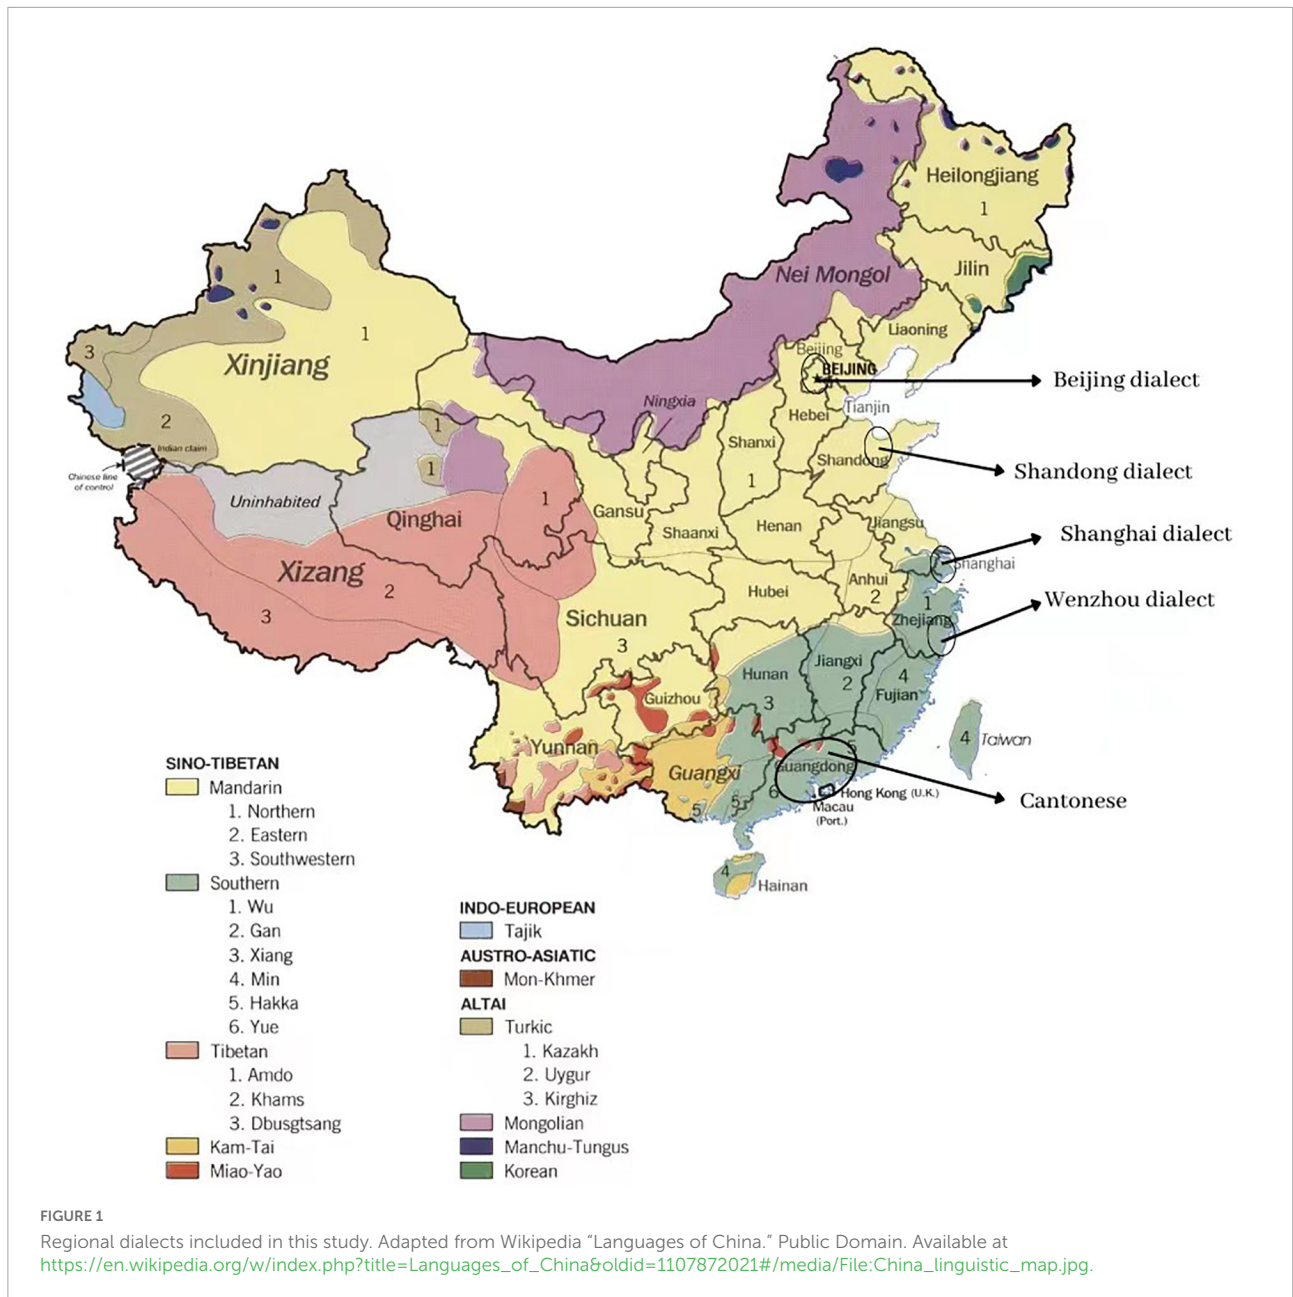 Heilongjiang
1
Jilin
Nei Mongol
Liaoning
1
1
3
Xinjiang
Beijing
BEIJING
Beijing dialect
Ningxia
Tianjin
Hebei
2
1
Shanxi
Indian claim
Shandong
Shandong dialect
1
Chinese line
of control
1
1
Uninhabited
Qinghai
Gansu
Shaanxi
Henan
Jiangsu
Shanghai dialect
Shanghai
Xizang
2
Hubei
Anhui
2
1
Wenzhou dialect
3
Sichuan
3
Zhejiang
Jiangxi
2
Hunan
3
4
Fujian
Guizhou
4
Taiwan
Yunnan
Guangxi
Guangdong
5
5
5
6
Hong Kong (U.K.)
Macau
(Port.)
Cantonese
4
Hainan
SINO-TIBETAN
Mandarin
1. Northern
2. Eastern
3. Southwestern
Southern
1. Wu
2. Gan
3. Xiang
4. Min
5. Hakka
6. Yue
Tibetan
1. Amdo
2. Khams
3. Dbusgtsang
Kam-Tai
Miao-Yao
INDO-EUROPEAN
Tajik
AUSTRO-ASIATIC
Mon-Khmer
ALTAI
Turkic
1. Kazakh
2. Uygur
3. Kirghiz
Mongolian
Manchu-Tungus
Korean
FIGURE 1
Regional dialects included in this study. Adapted from Wikipedia “Languages of China.” Public Domain. Available at
https://en.wikipedia.org/w/index.php?title=Languages_of_China&oldid=1107872021#/media/File:China_linguistic_map.jpg.